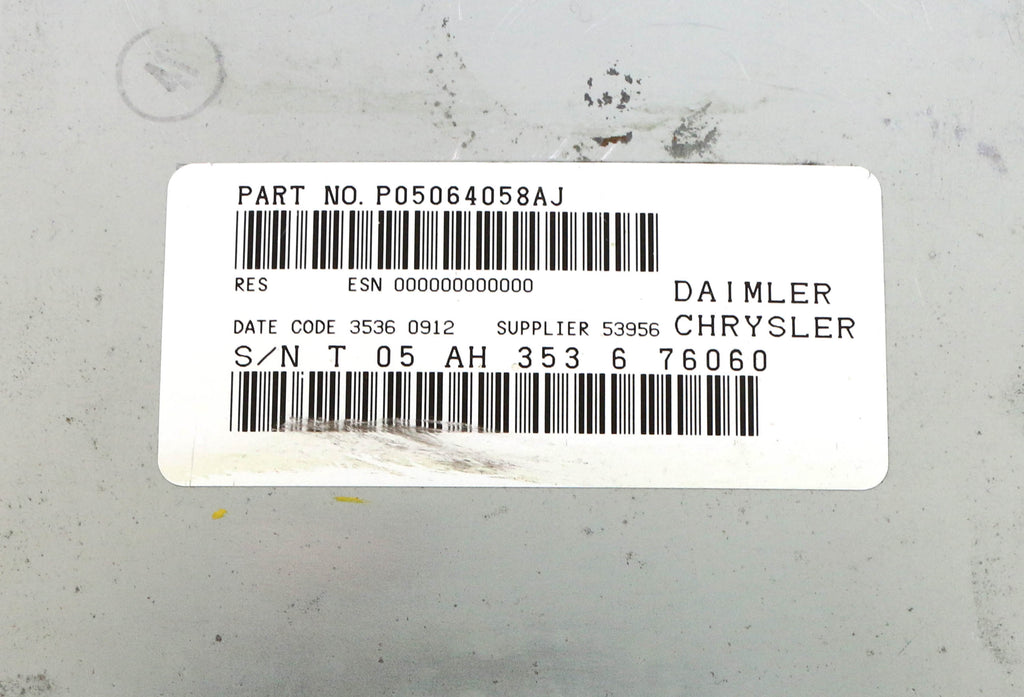 PART NO. P05064058AJ
RES ESN 000000000000
DAIMLER
DATE CODE 3536 0912 SUPPLIER 53956 CHRYSLER
S/N T 05 AH 353 6 76060